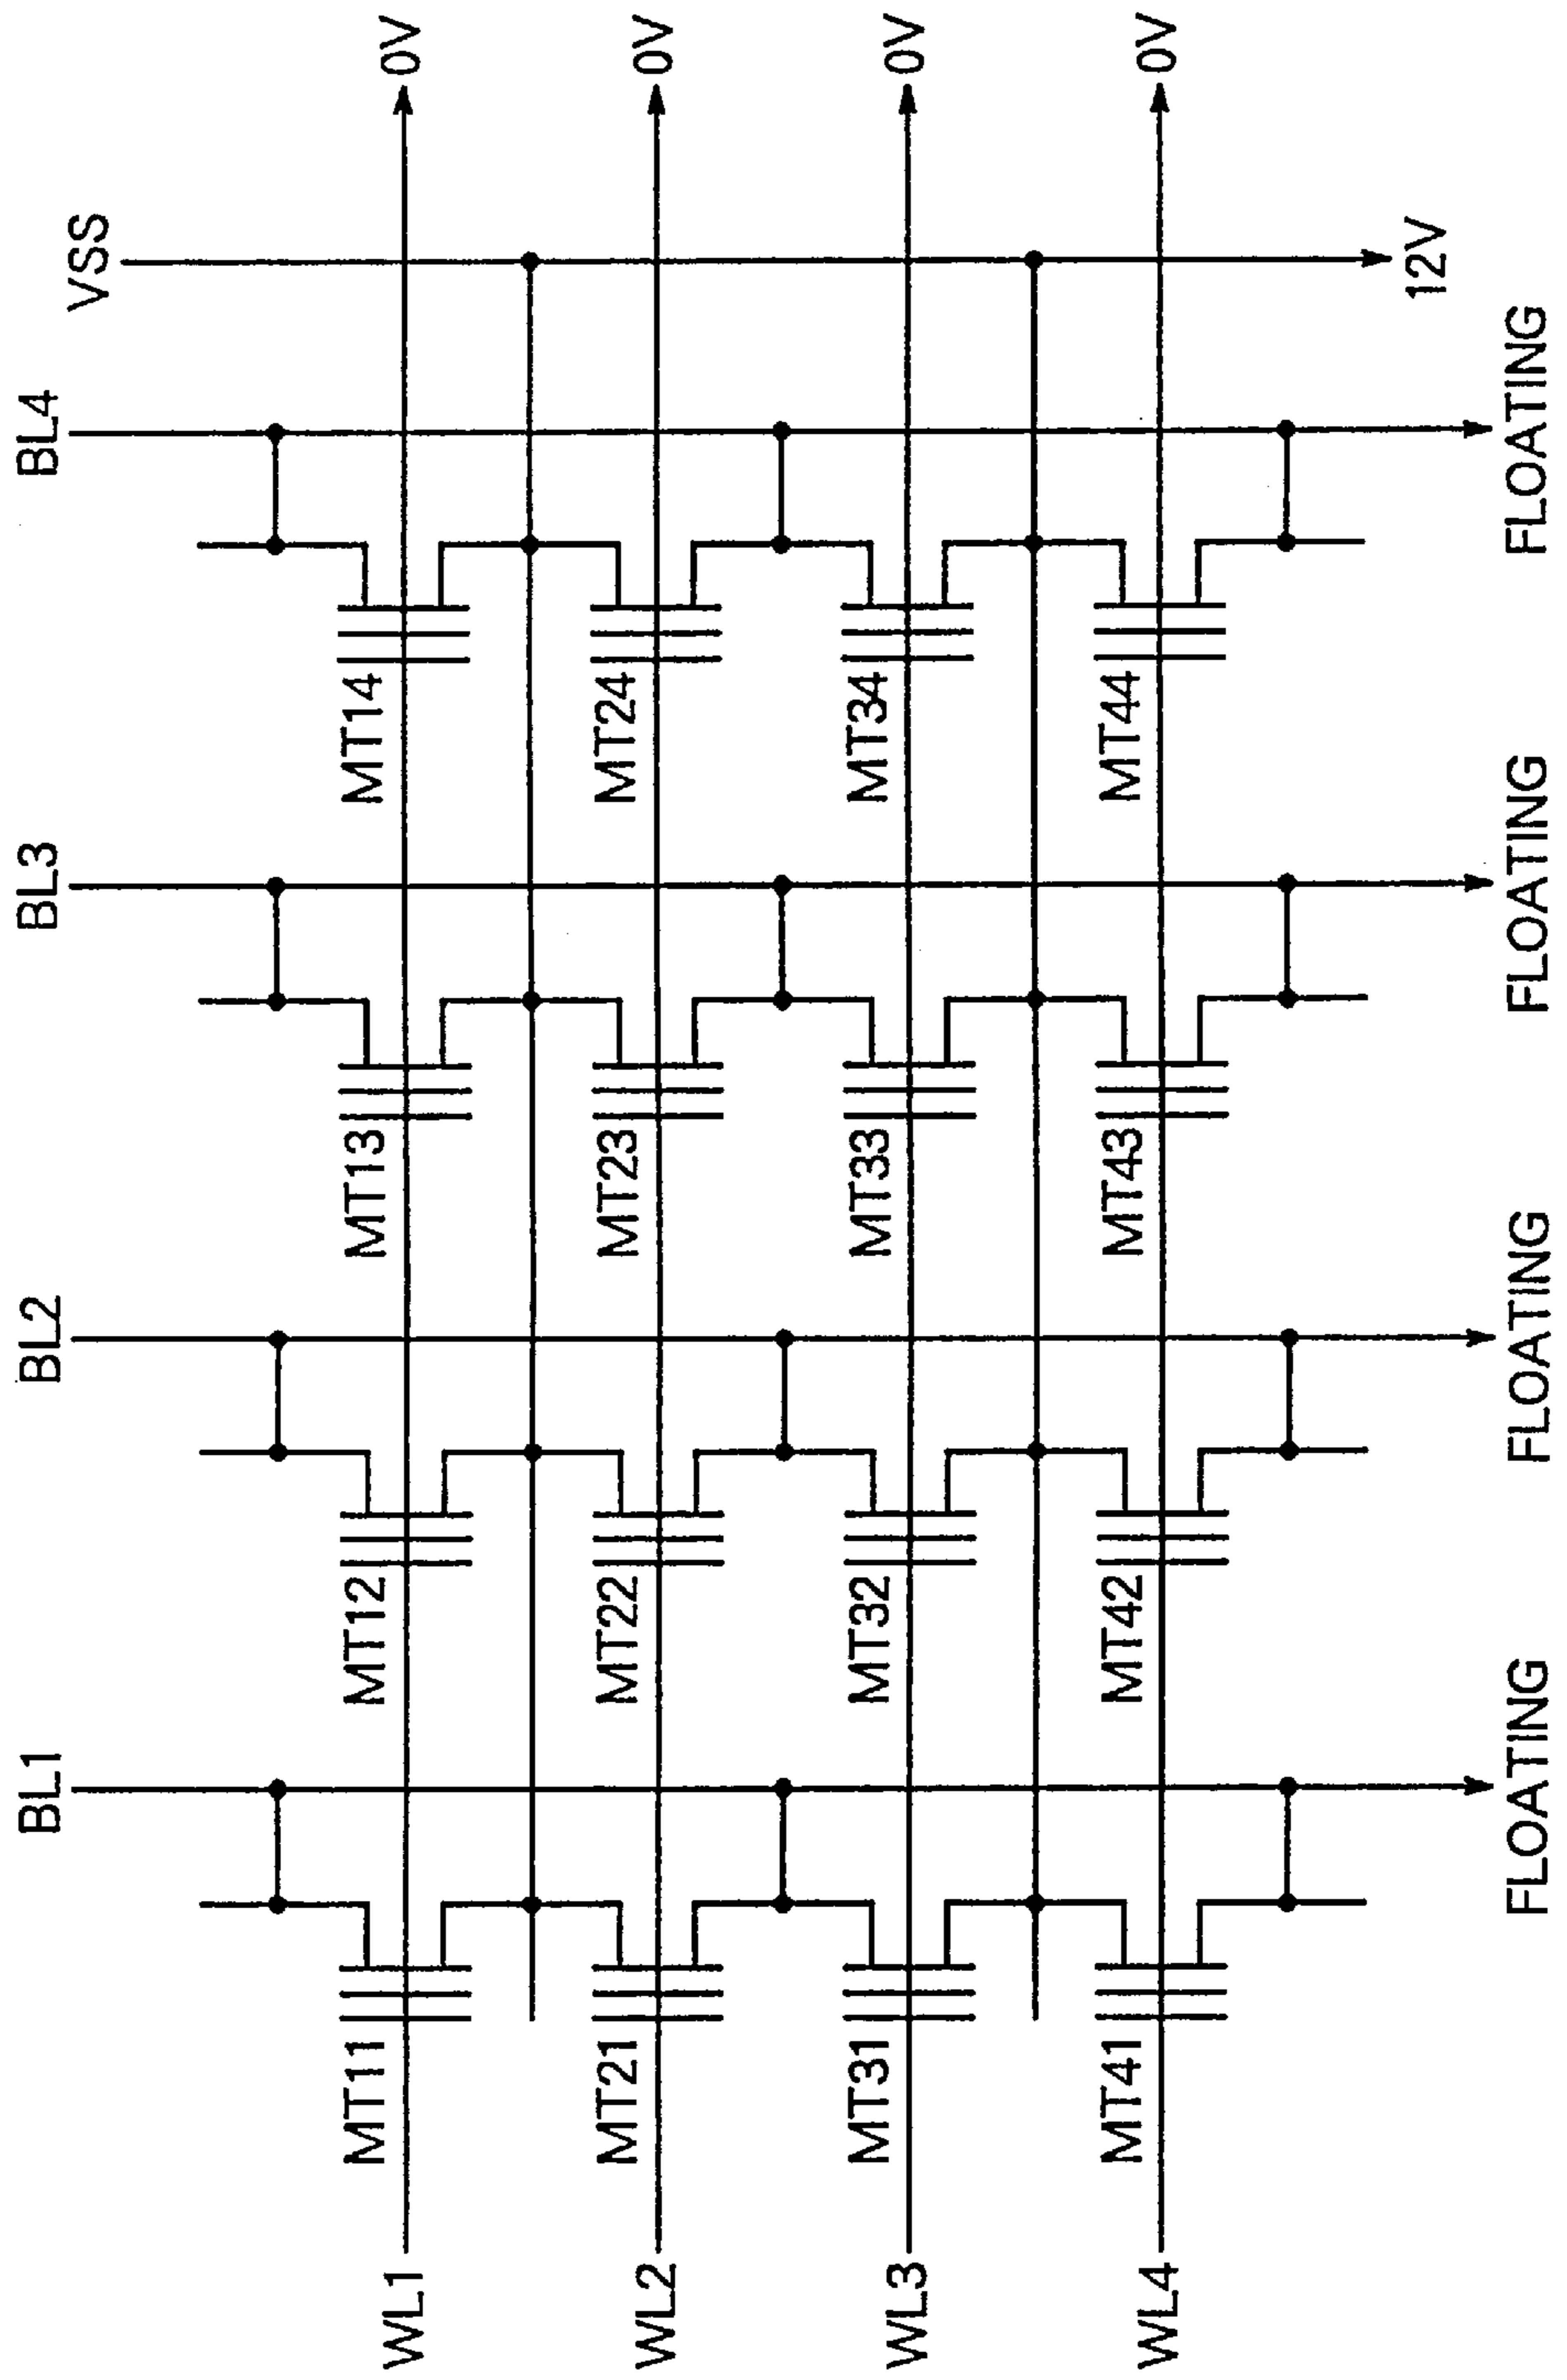 BL1
BL2
BL3
BL4
VSS
WL1
MT11
MT12
MT13
MT14
0V
WL2
MT21
MT22
MT23
MT24
0V
WL3
MT31
MT32
MT33
MT34
0V
WL4
MT41
MT42
MT43
MT44
0V
12V
FLOATING
FLOATING
FLOATING
FLOATING